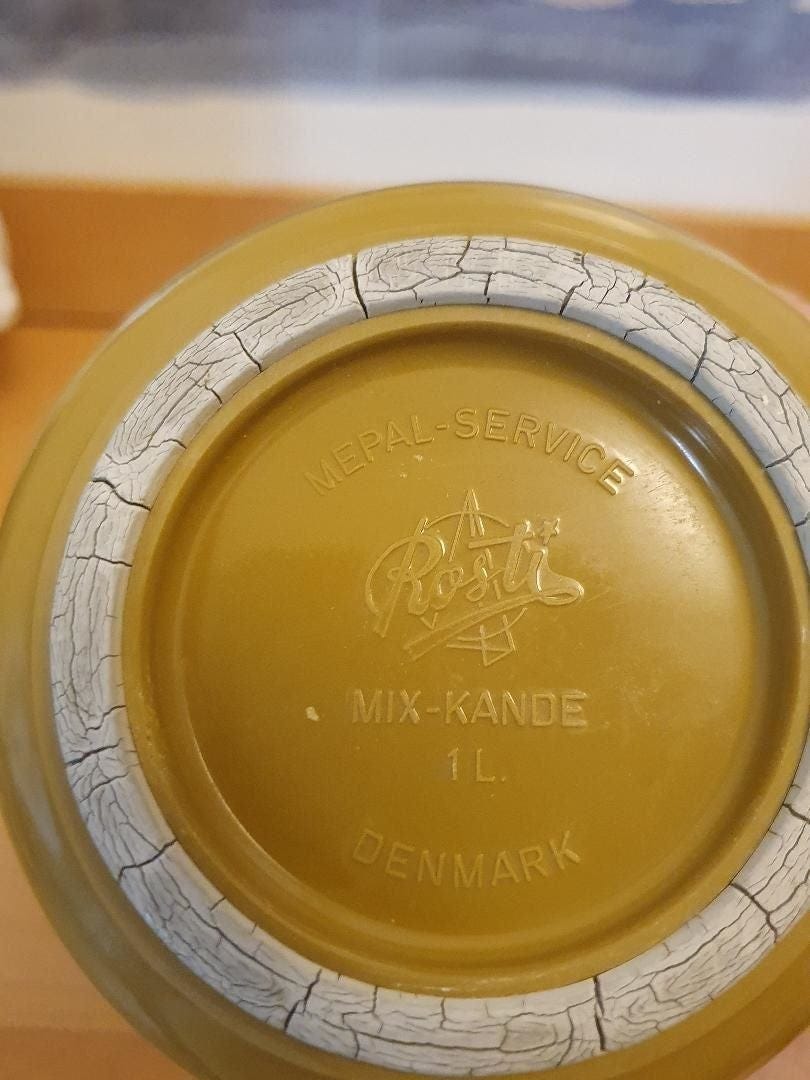 MEPAL-SERVICE
Rosti
MIX-KANDE
1 L.
DENMARK